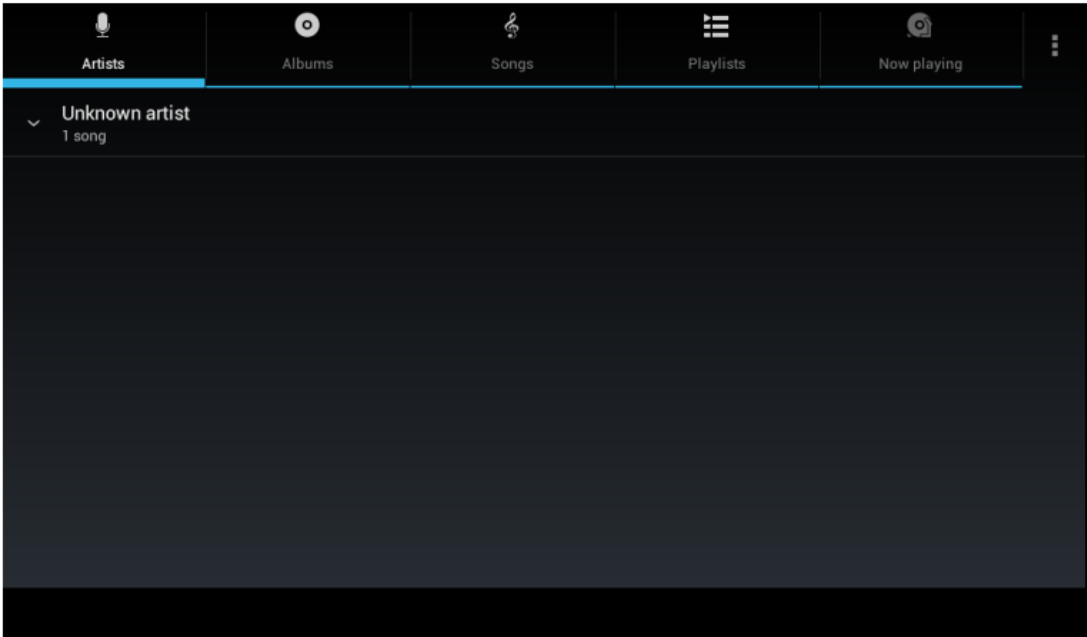 Artists
Albums
Songs
Playlists
Now playing
Unknown artist
1 song